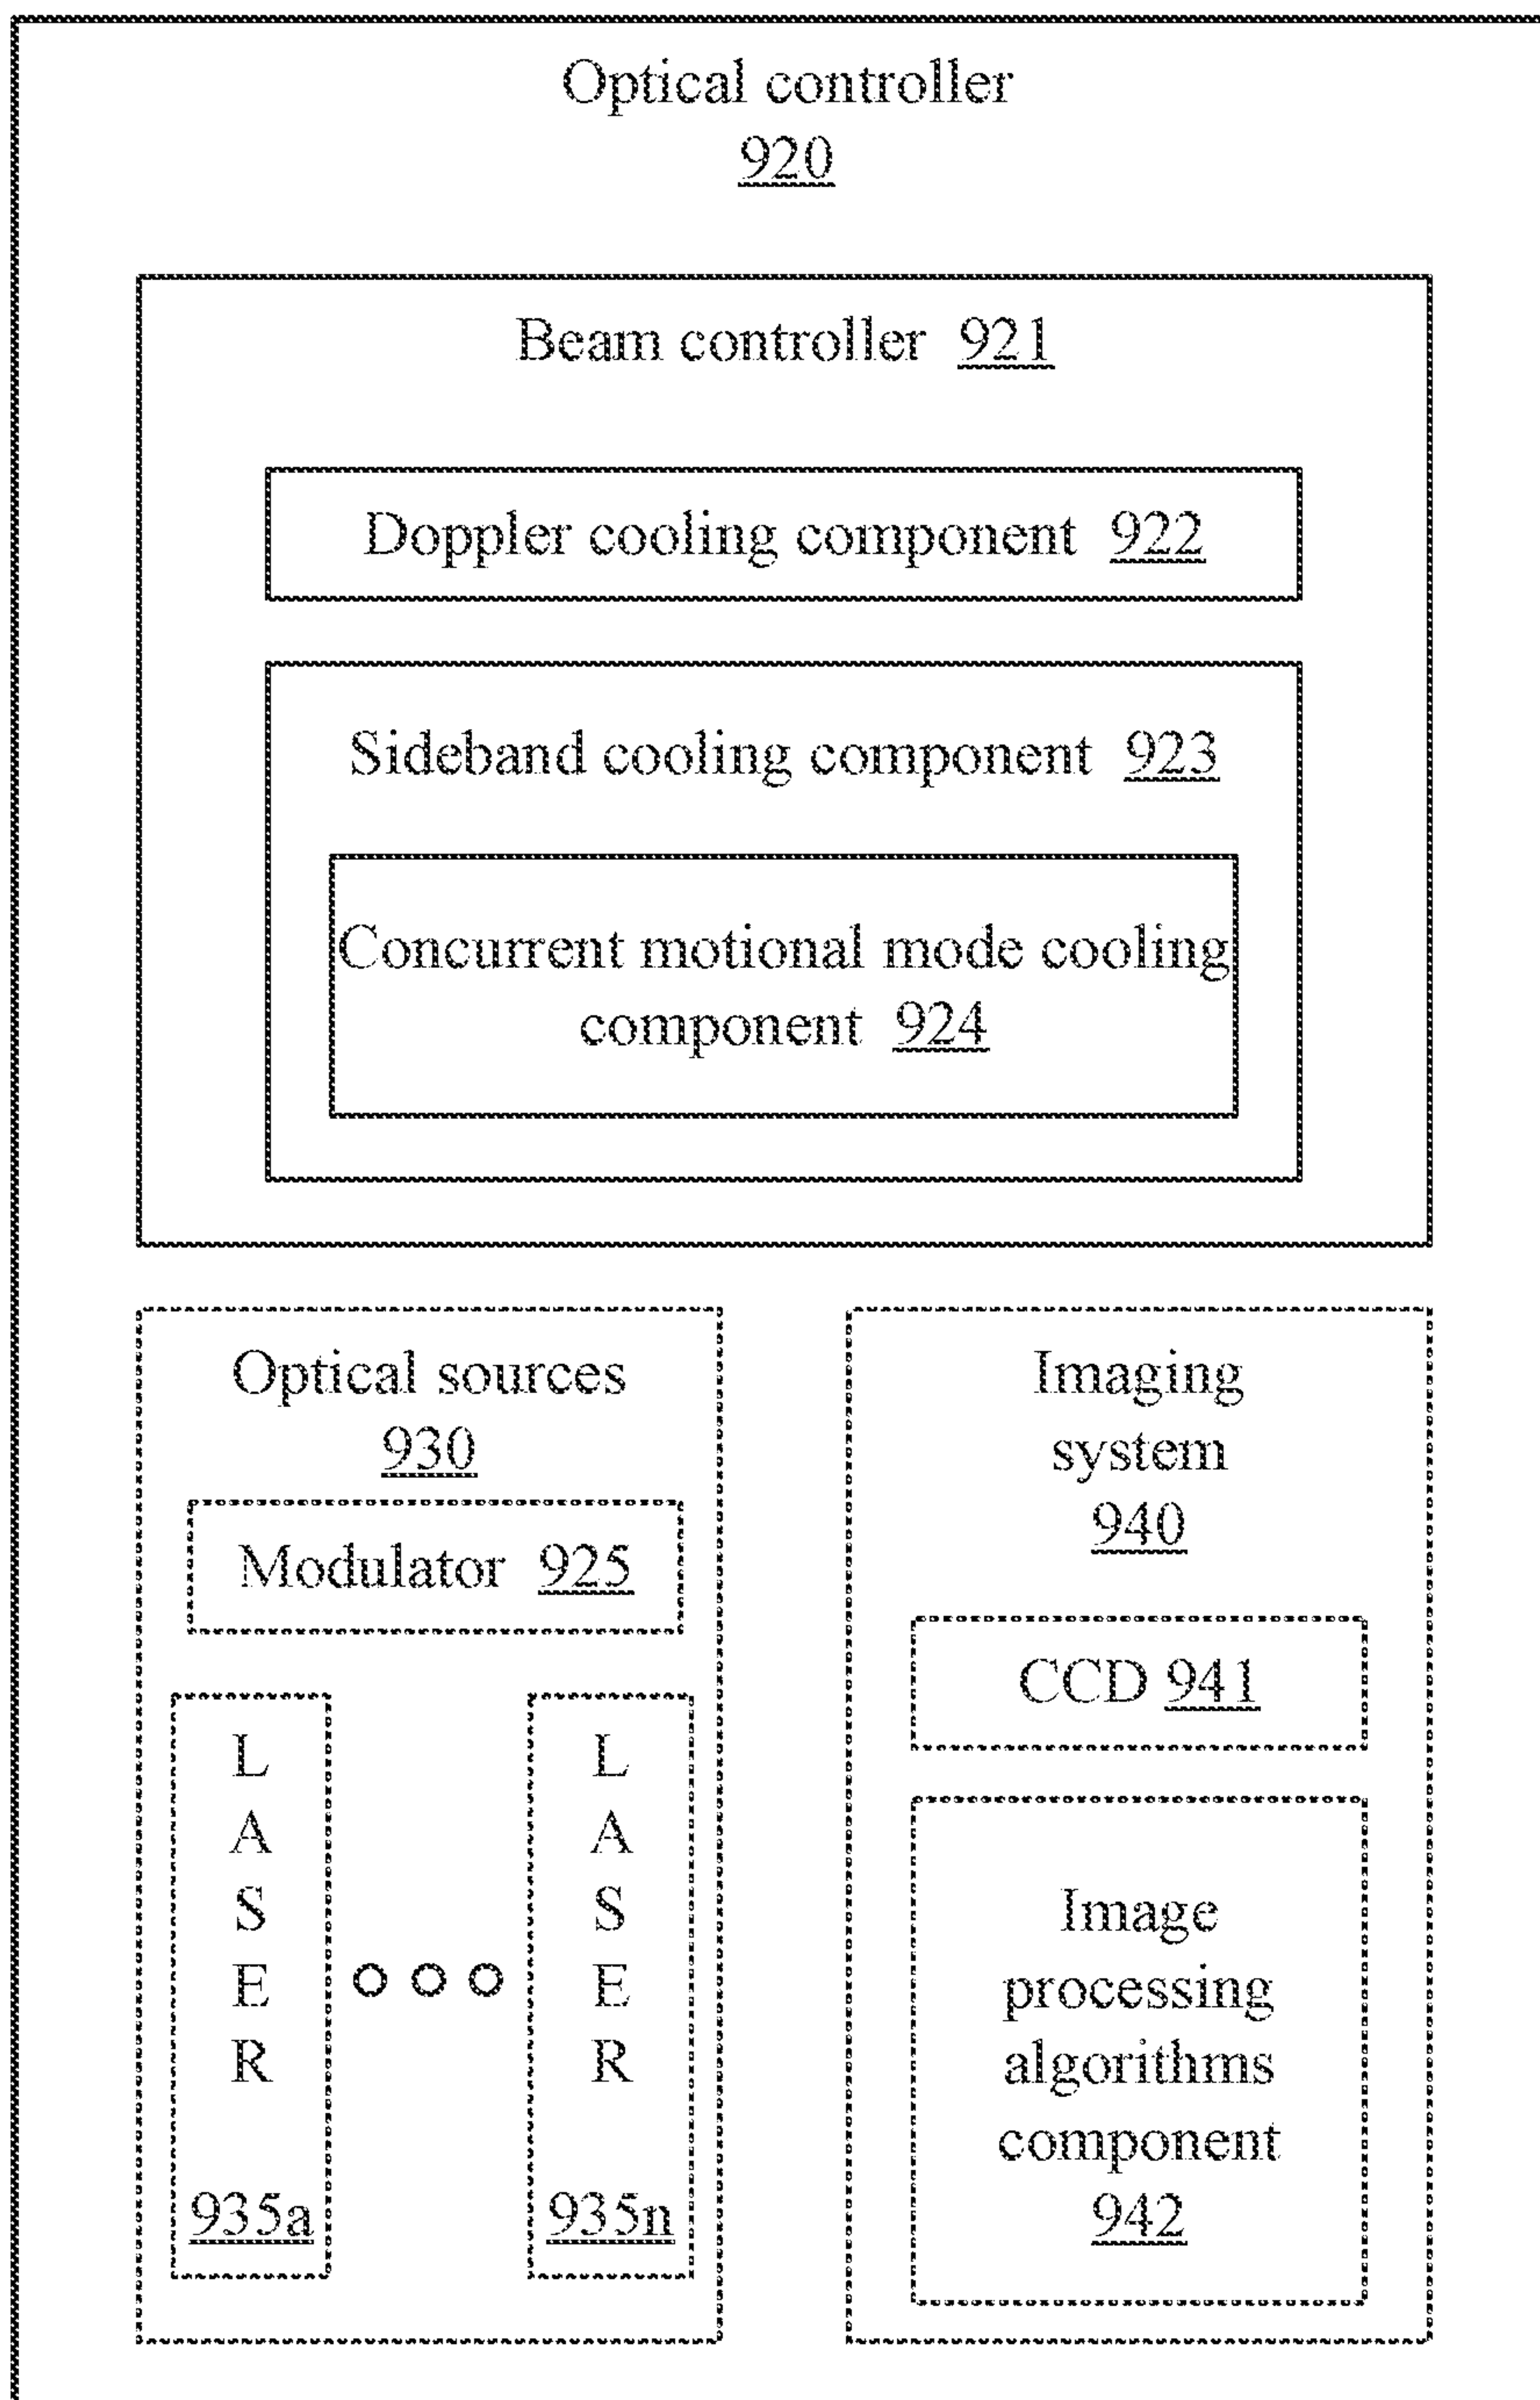 Optical controller
920
Beam controller 921
Doppler cooling component 922
Sideband cooling component 923
Concurrent motional mode cooling
component 924
Optical sources
930
Modulator 925
L
A
S
E
R
935a
L
A
S
E
R
935n
Imaging
system
940
CCD 941
Image
processing
algorithms
component
942